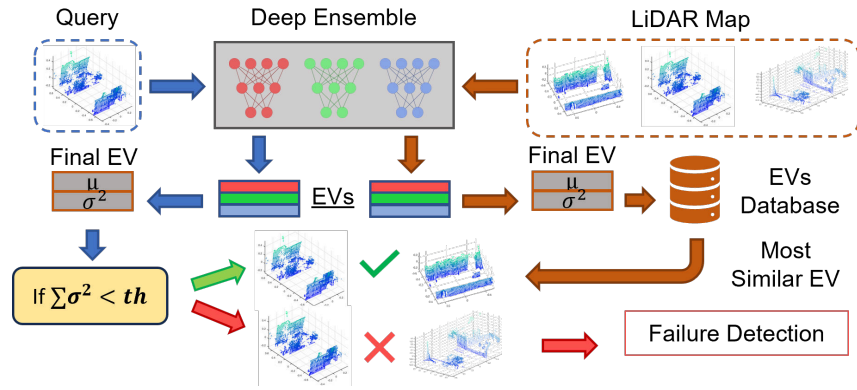 Query
Deep Ensemble
LiDAR Map
Final EV
μ
σ²
EVs
Final EV
μ
σ²
EVs
Database
Most
Similar EV
If ∑σ² < th
Failure Detection